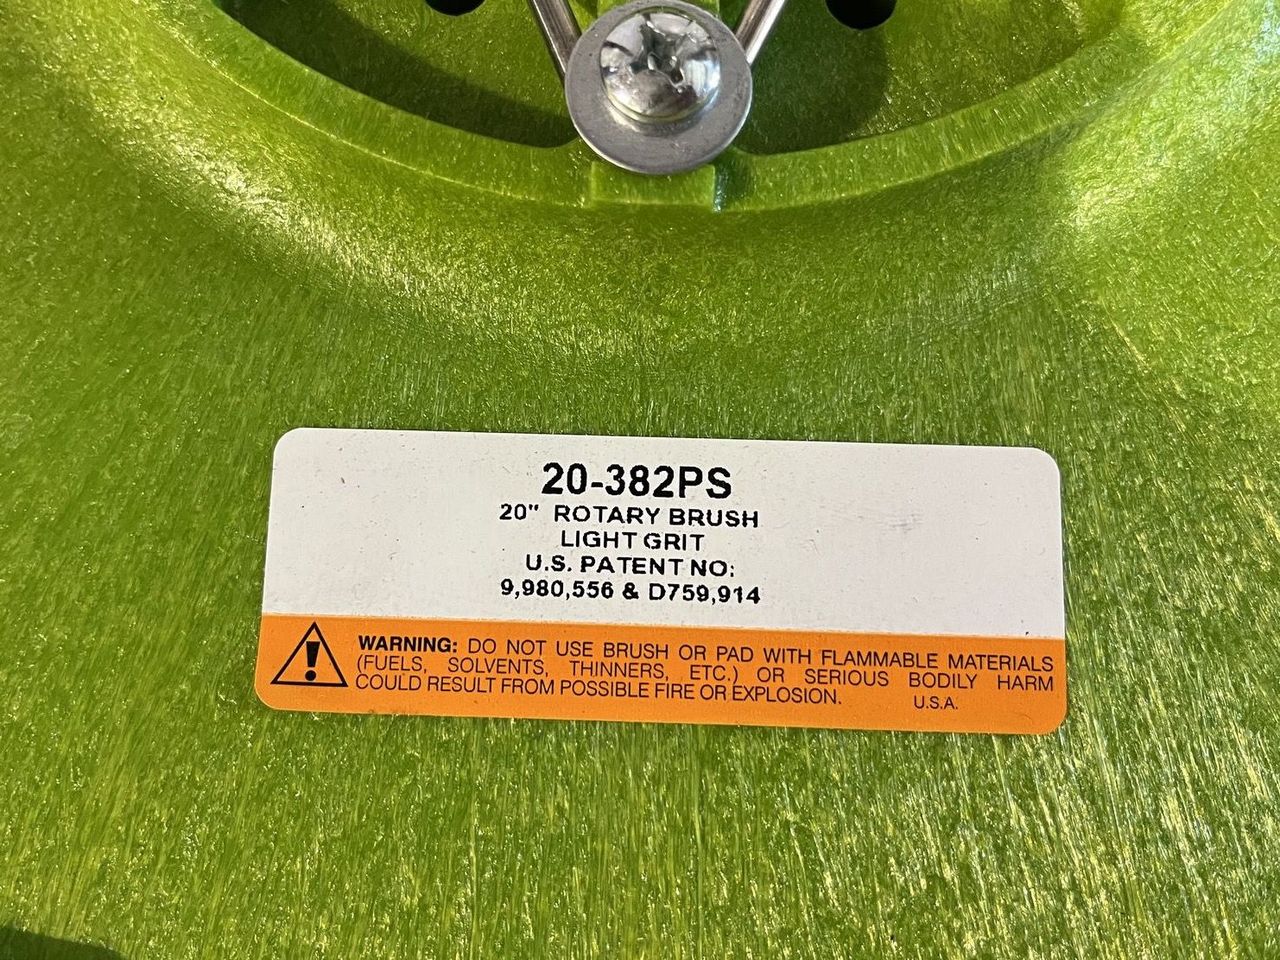 20-382PS
20" ROTARY BRUSH
LIGHT GRIT
U.S. PATENT NO:
9,980,556 & D759,914
WARNING: DO NOT USE BRUSH OR PAD WITH FLAMMABLE MATERIALS
(FUELS, SOLVENTS, THINNERS, ETC.) OR SERIOUS BODILY HARM
COULD RESULT FROM POSSIBLE FIRE OR EXPLOSION. U.S.A.